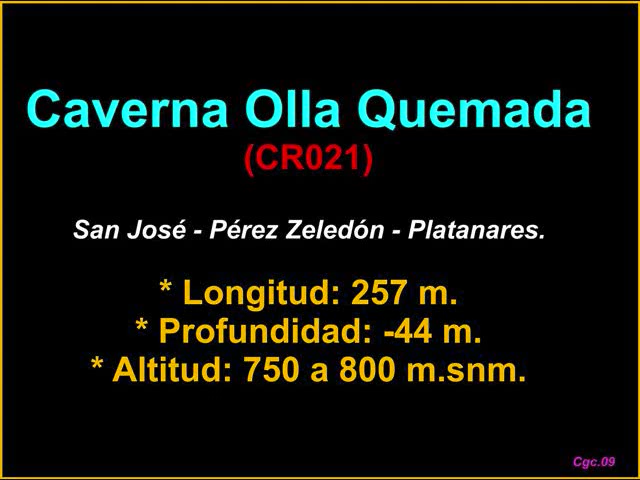 Caverna Olla Quemada
(CR021)
San José - Pérez Zeledón - Platanares.
* Longitud: 257 m.
* Profundidad: -44 m.
* Altitud: 750 a 800 m.snm.
Cgc.09